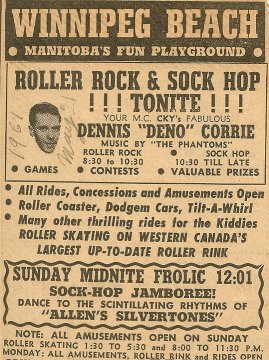 WINNIPEG BEACH
• MANITOBA'S FUN PLAYGROUND •
ROLLER ROCK & SOCK HOP
!!! TONITE! !!!
YOUR M.C. CKY's FABULOUS
DENNIS "DENO" CORRIE
MUSIC BY "THE PHANTOMS"
ROLLER ROCK • SOCK HOP
8:30 to 10:30 10:30 TILL LATE
• GAMES • CONTESTS • VALUABLE PRIZES
1961
• All Rides, Concessions and Amusements Open
• Roller Coaster, Dodgem Cars, Tilt-A-Whirl
• Many other thrilling rides for the Kiddies
ROLLER SKATING ON WESTERN CANADA'S
LARGEST UP-TO-DATE ROLLER RINK
SUNDAY MIDNITE FROLIC 12:01
SOCK-HOP JAMBOREE!
DANCE TO THE SCINTILLATING RHYTHMS OF
"ALLEN'S SILVERTONES"
NOTE: ALL AMUSEMENTS OPEN ON SUNDAY
ROLLER SKATING 1:30 TO 5:30 and 8:00 TO 11:30 P.M.
MONDAY: ALL AMUSEMENTS, ROLLER RINK and RIDES OPEN